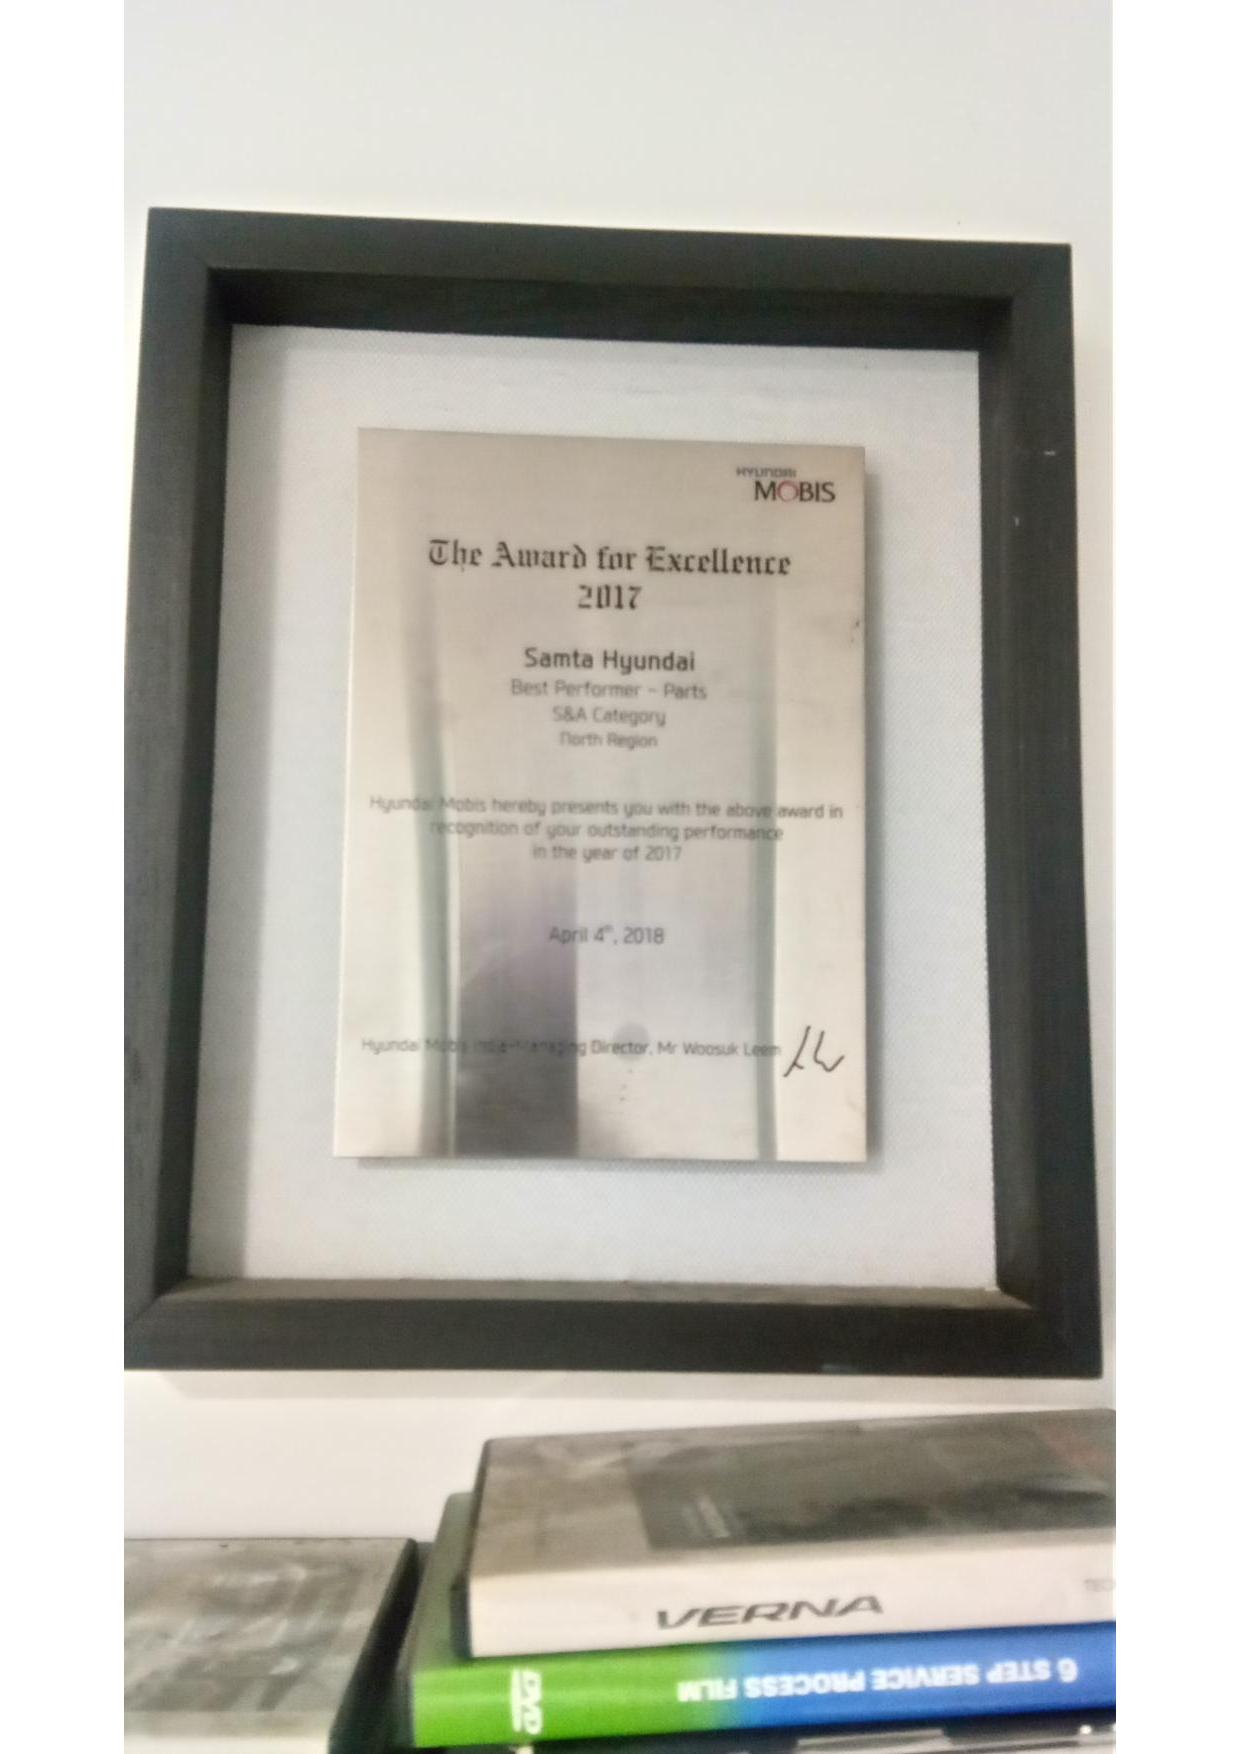 HYUNDAI
MOBIS
The Award for Excellence
2017
Samta Hyundai
Best Performer - Parts
S&A Category
North Region
Hyundai Mobis hereby presents you with the above award in
recognition of your outstanding performance
in the year of 2017
April 4th, 2018
Hyundai Mobis India-Managing Director, Mr Woosuk Leem
VERNA
6 STEP SERVICE PROCESS FILM
DVD